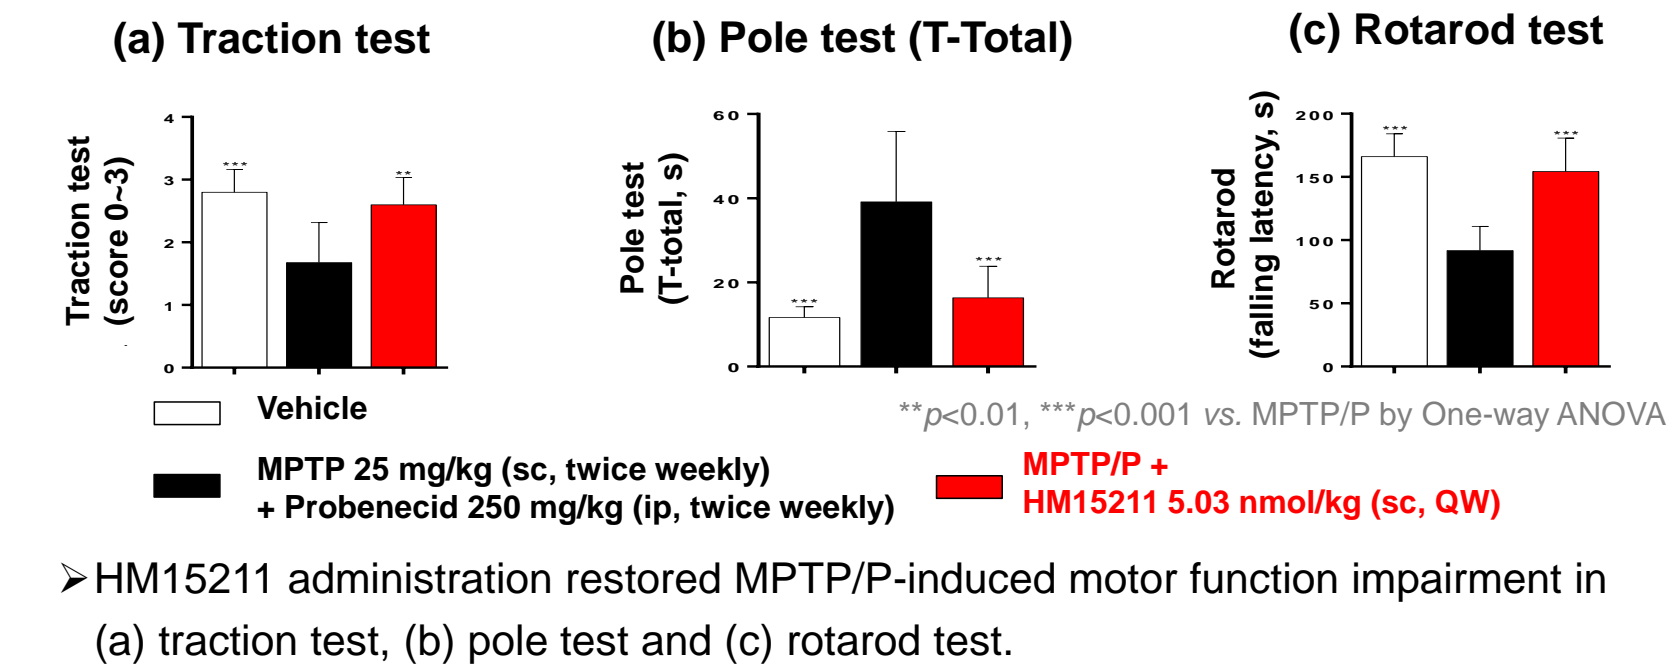 (a) Traction test
(b) Pole test (T-Total)
(c) Rotarod test
Traction test
(score 0~3)
4
3
2
1
0
***
**
Pole test
(T-total, s)
60
40
20
0
***
***
Rotarod
(falling latency, s)
200
150
100
50
0
***
***
Vehicle
**p<0.01, ***p<0.001 vs. MPTP/P by One-way ANOVA
MPTP 25 mg/kg (sc, twice weekly)
+ Probenecid 250 mg/kg (ip, twice weekly)
MPTP/P +
HM15211 5.03 nmol/kg (sc, QW)
➢HM15211 administration restored MPTP/P-induced motor function impairment in
(a) traction test, (b) pole test and (c) rotarod test.